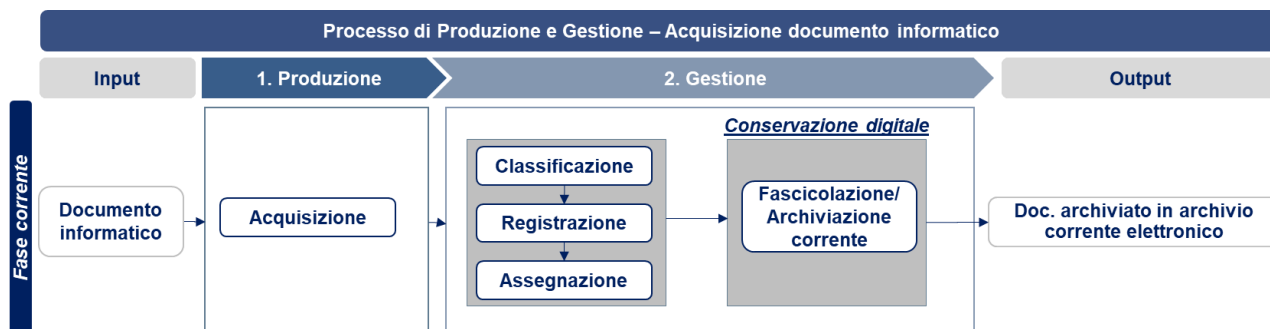 Processo di Produzione e Gestione – Acquisizione documento informatico
Input
1. Produzione
2. Gestione
Output
Fase corrente
Documento
informatico
Acquisizione
Classificazione
Registrazione
Assegnazione
Conservazione digitale
Fascicolazione/
Archiviazione
corrente
Doc. archiviato in archivio
corrente elettronico